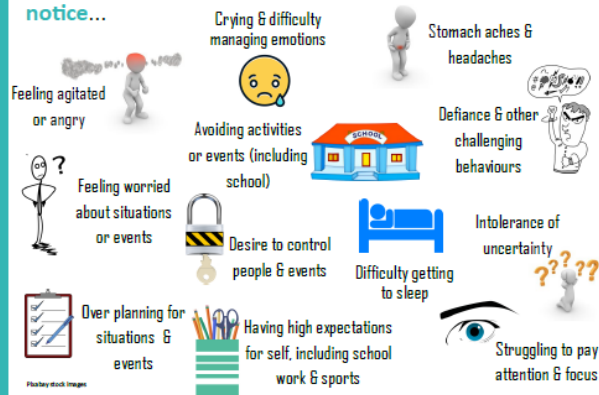 notice...
Crying & difficulty
managing emotions
Stomach aches &
headaches
Feeling agitated
or angry
Avoiding activities
or events (including
school)
SCHOOL
Defiance & other
challenging
behaviours
?
Feeling worried
about situations
or events
Desire to control
people & events
Difficulty getting
to sleep
Intolerance of
uncertainty
????
Over planning for
situations &
events
Having high expectations
for self, including school
work & sports
Struggling to pay
attention & focus
Pixabay stock images